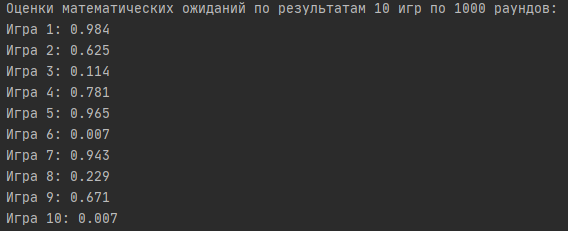 Оценки математических ожиданий по результатам 10 игр по 1000 раундов:
Игра 1: 0.984
Игра 2: 0.625
Игра 3: 0.114
Игра 4: 0.781
Игра 5: 0.965
Игра 6: 0.007
Игра 7: 0.943
Игра 8: 0.229
Игра 9: 0.671
Игра 10: 0.007